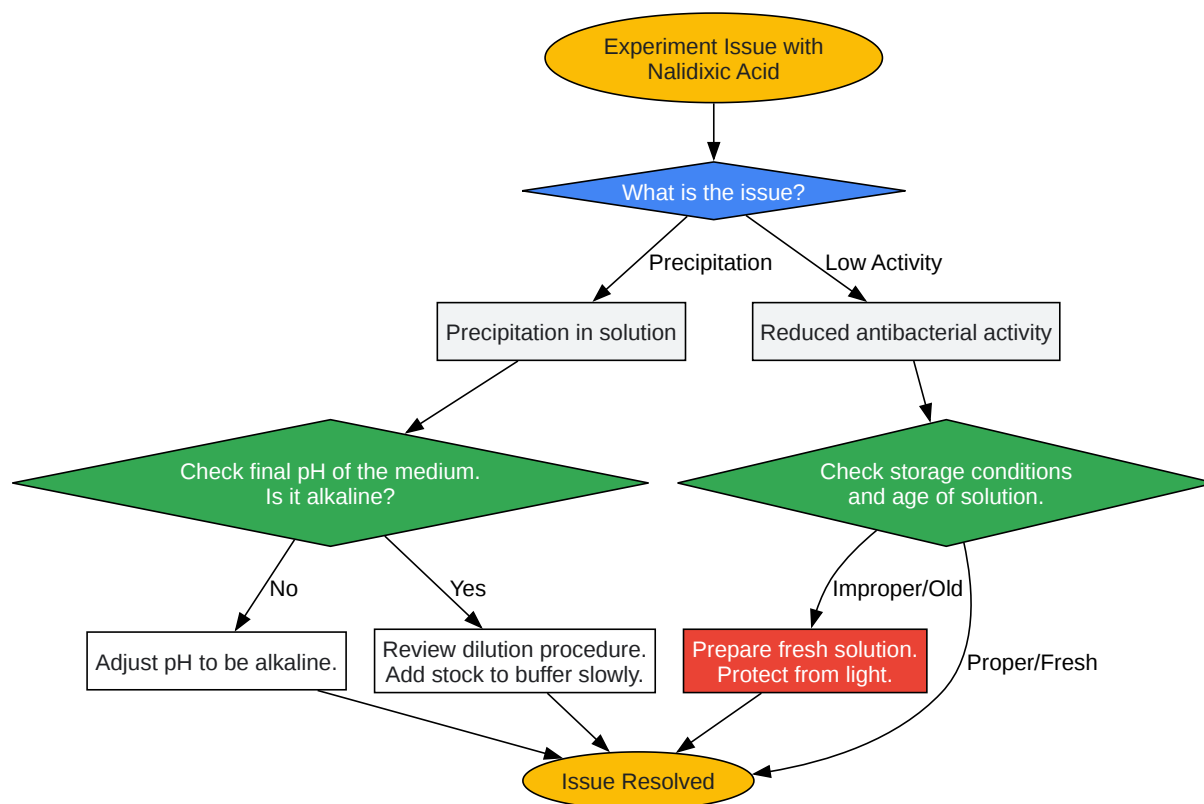 Experiment Issue with
Nalidixic Acid
What is the issue?
Precipitation
Low Activity
Precipitation in solution
Reduced antibacterial activity
Check final pH of the medium.
Is it alkaline?
Check storage conditions
and age of solution.
No
Yes
Improper/Old
Proper/Fresh
Adjust pH to be alkaline.
Review dilution procedure.
Add stock to buffer slowly.
Prepare fresh solution.
Protect from light.
Issue Resolved